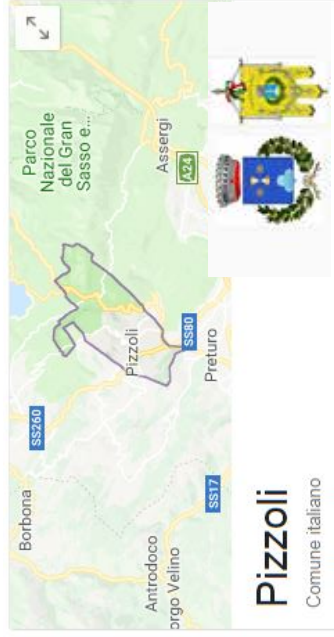 Parco
Nazionale
del Gran
Sasso e...
Assergi
A24
SS260
Borbona
Pizzoli
SS80
Preturo
SS17
Antrodoco
orgo Velino
Pizzoli
Comune italiano